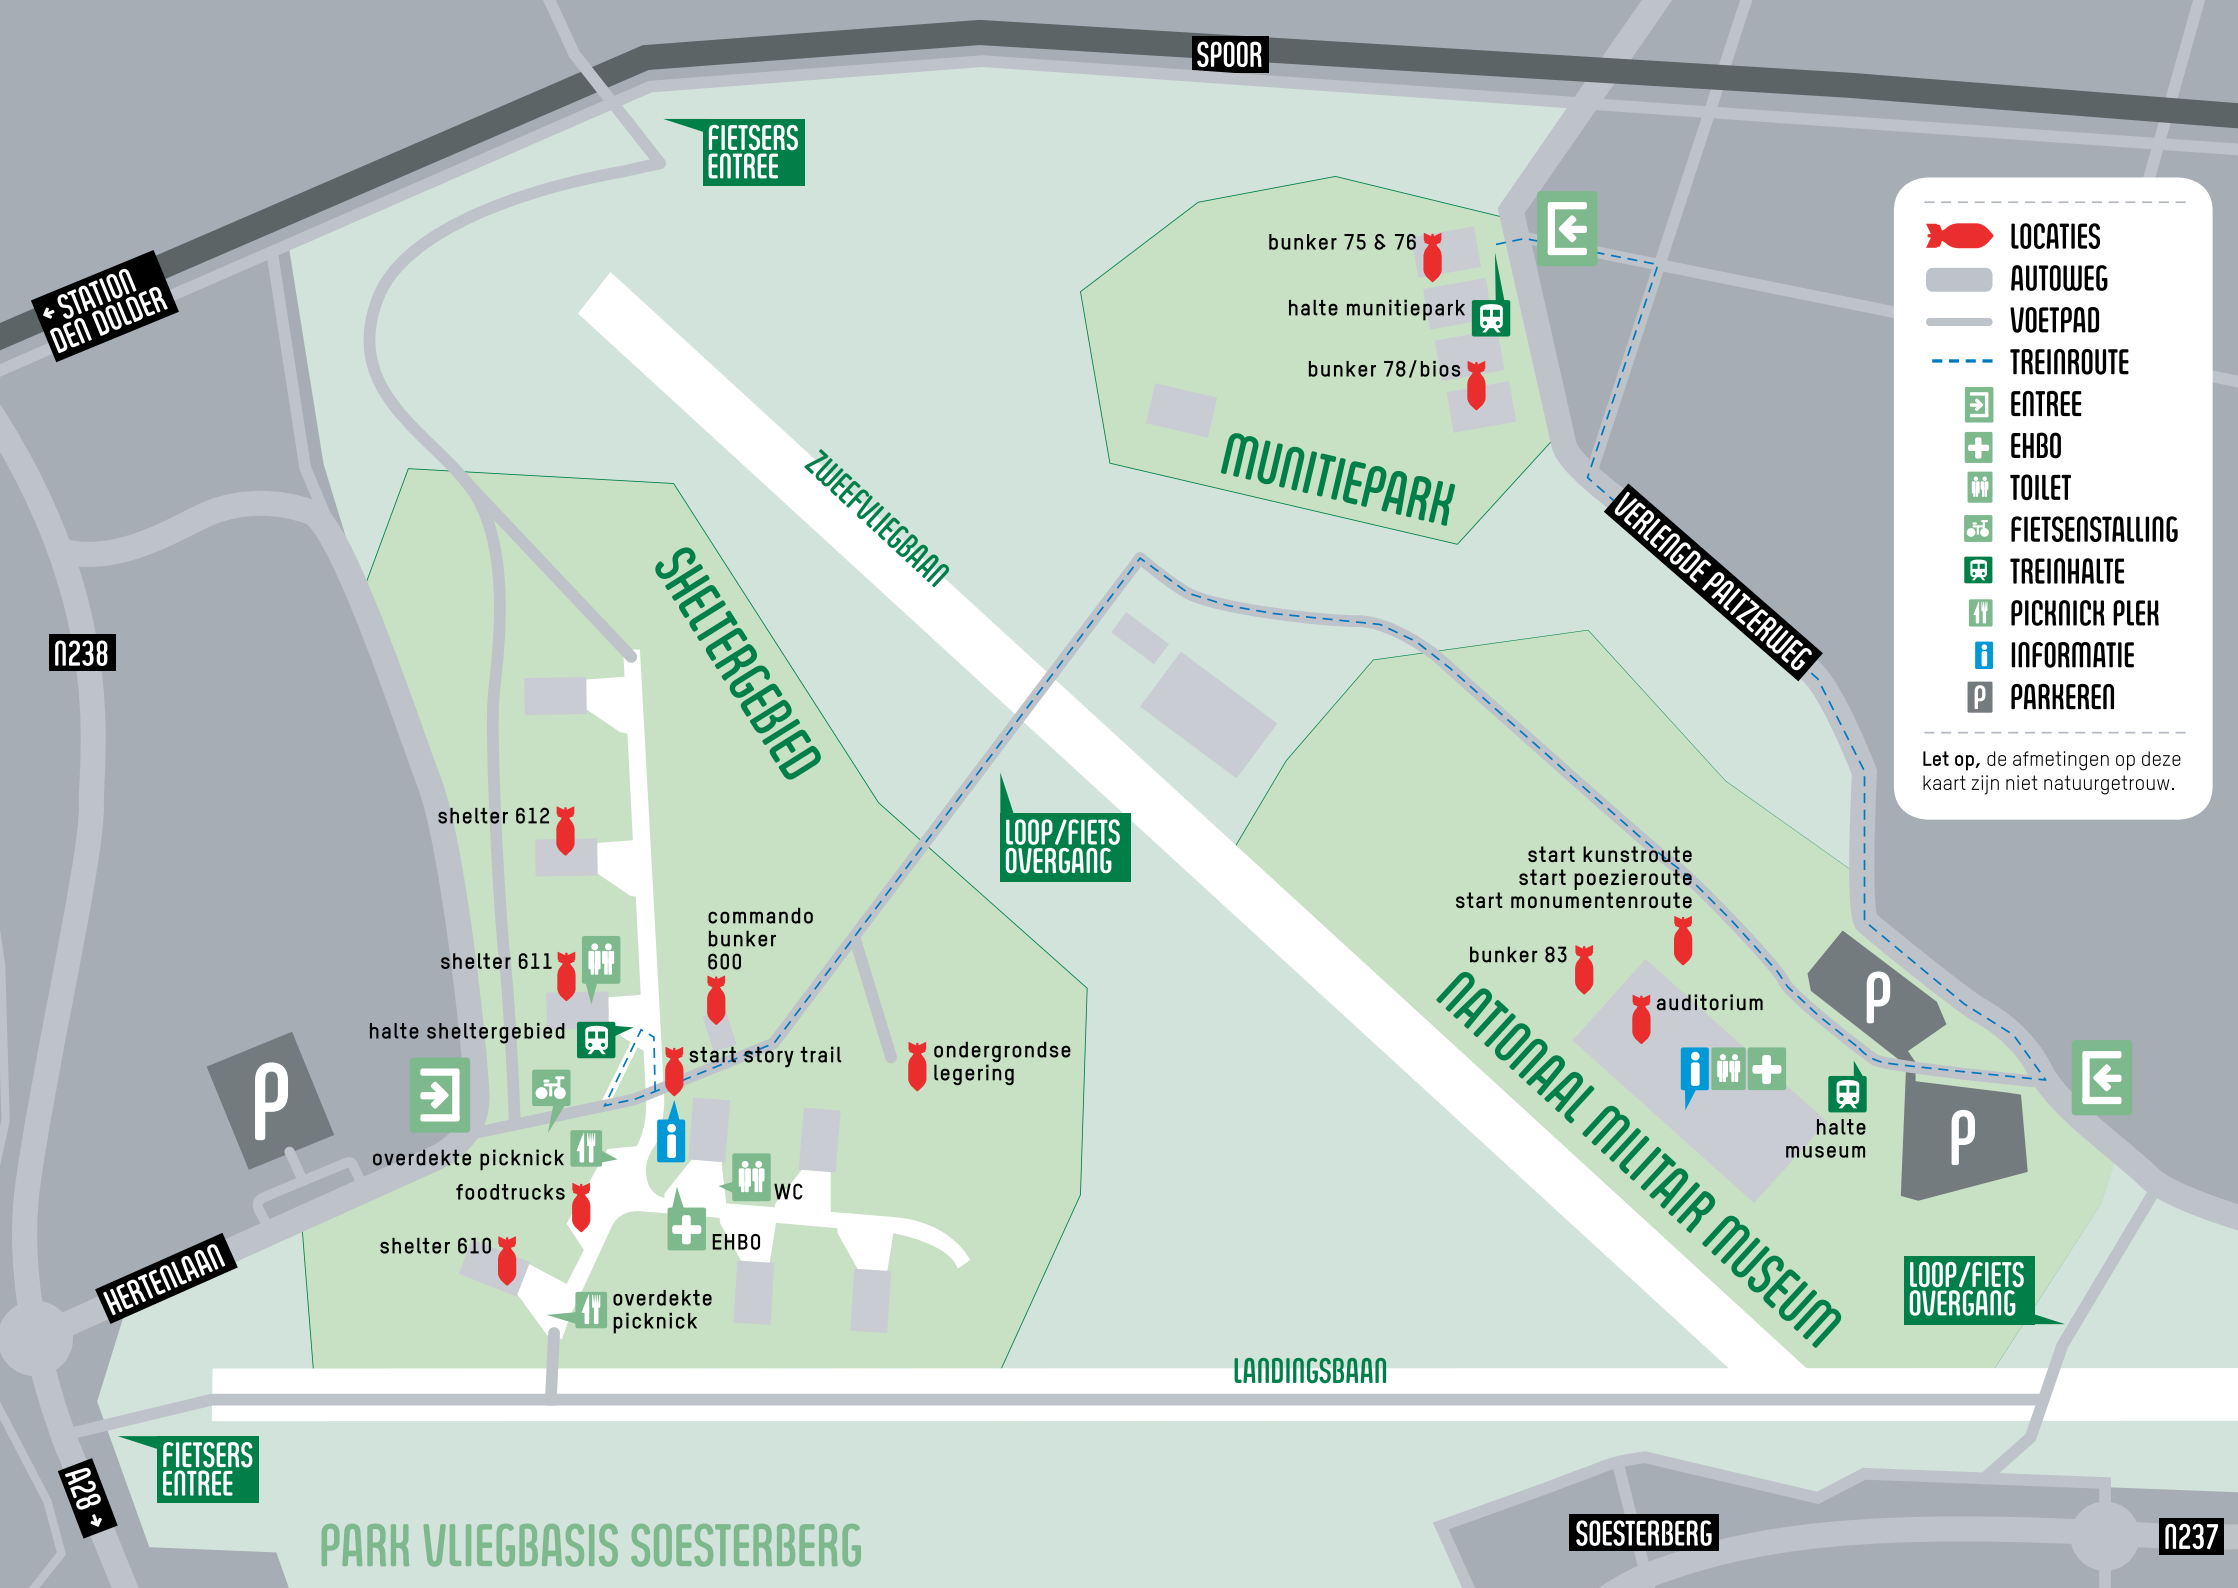 SPOOR
FIETSERS
ENTREE
← STATION
DEN DOLDER
bunker 75 & 76
halte munitiepark
bunker 78/bios
MUNITIEPARK
ZWEEFVLIEGBAAN
SHELTERGEBIED
N238
VERLENGDE PALTZERWEG
LOCATIES
AUTOWEG
VOETPAD
TREINROUTE
ENTREE
EHBO
TOILET
FIETSENSTALLING
TREINHALTE
PICKNICK PLEK
INFORMATIE
P PARKEREN
Let op, de afmetingen op deze
kaart zijn niet natuurgetrouw.
shelter 612
LOOP/FIETS
OVERGANG
start kunstroute
start poezieroute
start monumentenroute
bunker 83
auditorium
commando
bunker
600
shelter 611
halte sheltergebied
start story trail
ondergrondse
legering
P
P
P
i
i
halte
museum
NATIONAAL MILITAIR MUSEUM
overdekte picknick
foodtrucks
WC
EHBO
shelter 610
overdekte
picknick
HERTENLAAN
LOOP/FIETS
OVERGANG
LANDINGSBAAN
FIETSERS
ENTREE
A28 →
PARK VLIEGBASIS SOESTERBERG
SOESTERBERG
N237